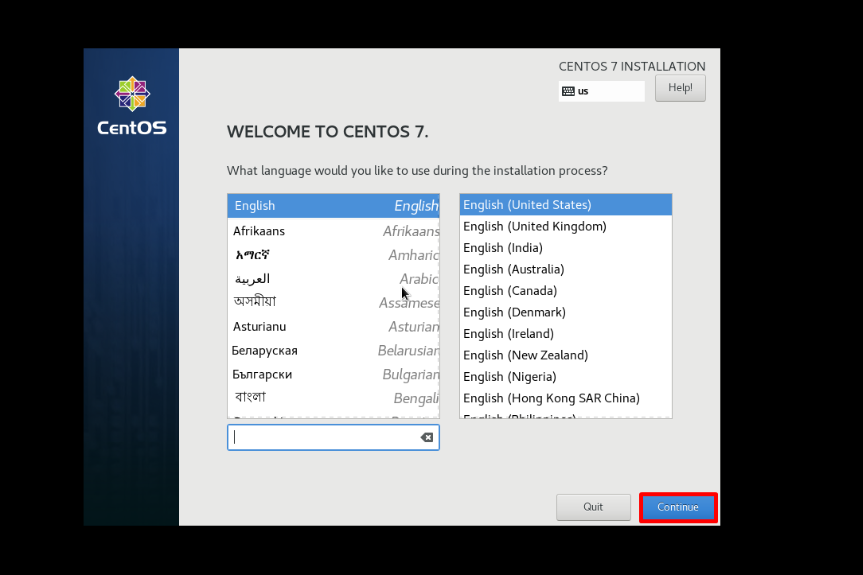 CENTOS 7 INSTALLATION
us
Help!
CentOS
WELCOME TO CENTOS 7.
What language would you like to use during the installation process?
English English
Afrikaans Afrikaans
አማርኛ Amharic
العربية Arabic
অসমীয়া Assamese
Asturianu Asturian
Беларуская Belarusian
Български Bulgarian
বাংলা Bengali
English (United States)
English (United Kingdom)
English (India)
English (Australia)
English (Canada)
English (Denmark)
English (Ireland)
English (New Zealand)
English (Nigeria)
English (Hong Kong SAR China)
English (Philippines)
Quit
Continue